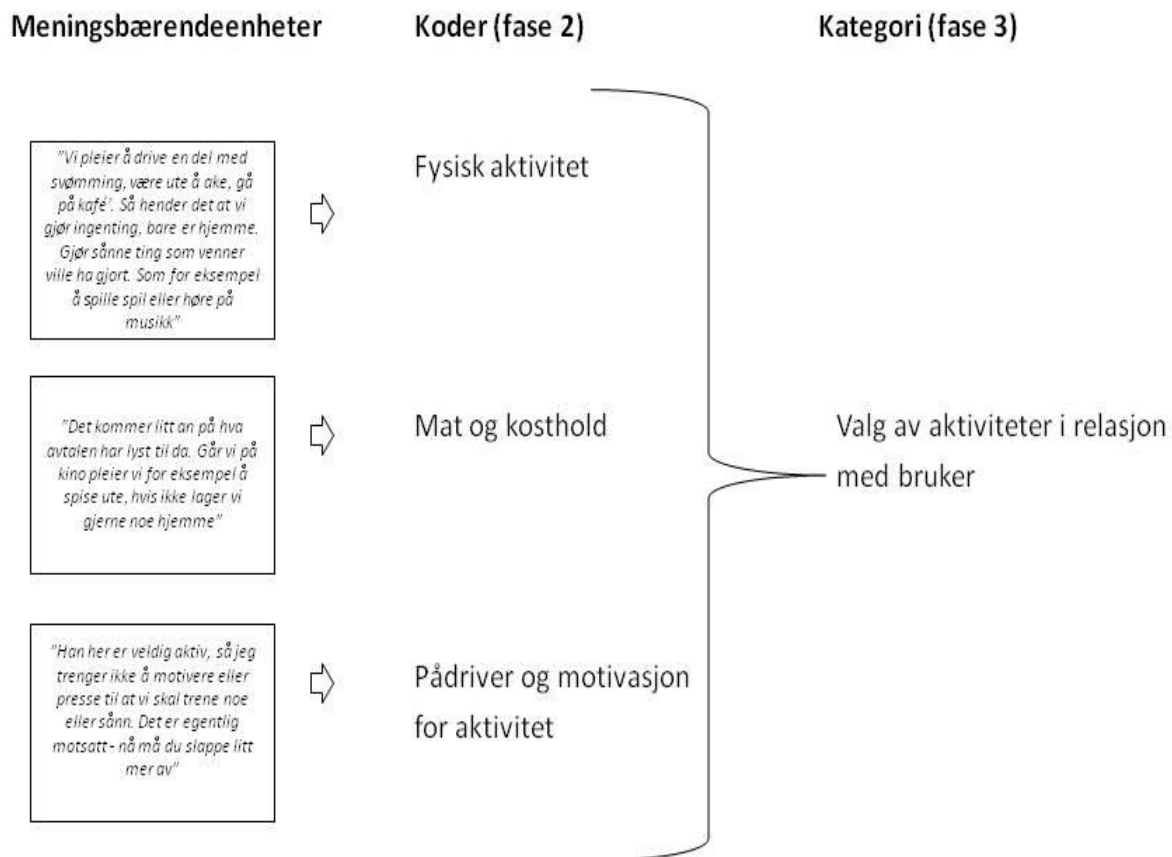 Meningsbærendeenheter
Koder (fase 2)
Kategori (fase 3)
"Vi pleier å drive en del med
svømming, være ute å ake, gå
på kafé'. Så hender det at vi
gjør ingenting, bare er hjemme.
Gjør sånne ting som venner
ville ha gjort. Som for eksempel
å spille spil eller høre på
musikk"
Fysisk aktivitet
"Det kommer litt an på hva
avtalen har lyst til da. Går vi på
kino pleier vi for eksempel å
spise ute, hvis ikke lager vi
gjerne noe hjemme"
Mat og kosthold
Valg av aktiviteter i relasjon
med bruker
"Han her er veldig aktiv, så jeg
trenger ikke å motivere eller
presse til at vi skal trene noe
eller sånn. Det er egentlig
motsatt - nå må du slappe litt
mer av"
Pådriver og motivasjon
for aktivitet